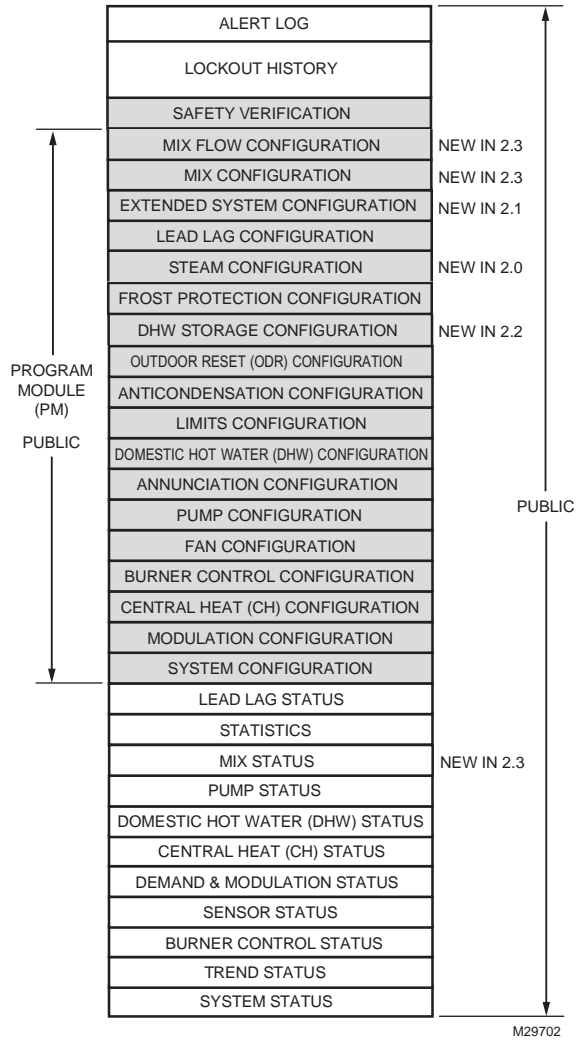 ALERT LOG
LOCKOUT HISTORY
SAFETY VERIFICATION
MIX FLOW CONFIGURATION NEW IN 2.3
MIX CONFIGURATION NEW IN 2.3
EXTENDED SYSTEM CONFIGURATION NEW IN 2.1
LEAD LAG CONFIGURATION
STEAM CONFIGURATION NEW IN 2.0
FROST PROTECTION CONFIGURATION
DHW STORAGE CONFIGURATION NEW IN 2.2
OUTDOOR RESET (ODR) CONFIGURATION
ANTICONDENSATION CONFIGURATION
LIMITS CONFIGURATION
DOMESTIC HOT WATER (DHW) CONFIGURATION
ANNUNCIATION CONFIGURATION
PUMP CONFIGURATION
FAN CONFIGURATION
BURNER CONTROL CONFIGURATION
CENTRAL HEAT (CH) CONFIGURATION
MODULATION CONFIGURATION
SYSTEM CONFIGURATION
LEAD LAG STATUS
STATISTICS
MIX STATUS NEW IN 2.3
PUMP STATUS
DOMESTIC HOT WATER (DHW) STATUS
CENTRAL HEAT (CH) STATUS
DEMAND & MODULATION STATUS
SENSOR STATUS
BURNER CONTROL STATUS
TREND STATUS
SYSTEM STATUS
PROGRAM
MODULE
(PM)
PUBLIC
PUBLIC
M29702